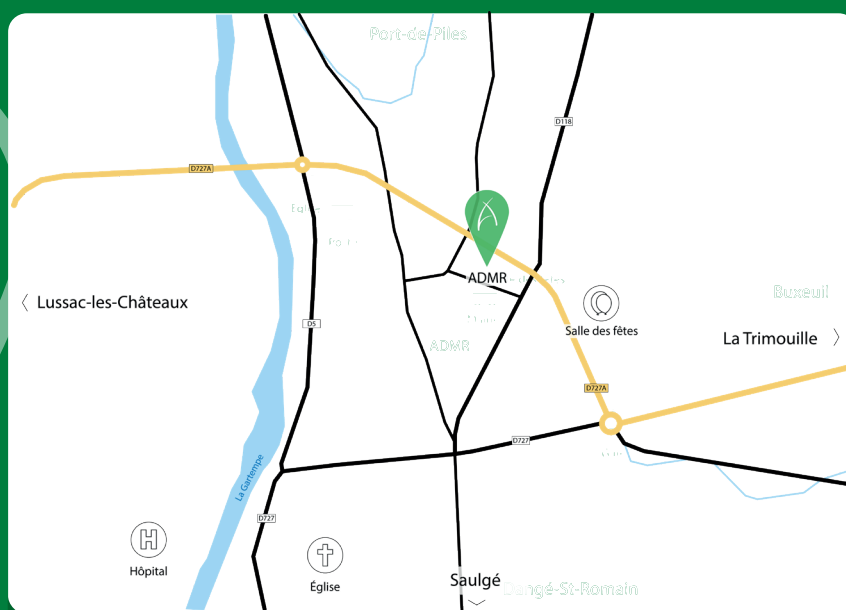 Port-de-Piles
D118
D727A
ADMR
Lussac-les-Châteaux
Buxeuil
Salle des fêtes
D5
La Trimouille
ADMR
D727A
D727
La Gartempe
D727
Hôpital
Église
Saulgé
Dangé-St-Romain